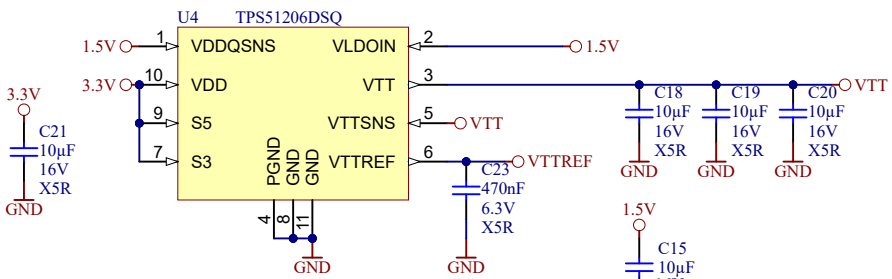 U4 TPS51206DSQ
1.5V 1 VDDQSNS VLDOIN 2 1.5V
3.3V 10 VDD VTT 3 VTT
9 S5 VTTSNS 5 VTT
7 S3 VTTREF 6 VTTREF
PGND GND GND
4 8 11
GND
3.3V
C21
10µF
16V
X5R
GND
C23
470nF
6.3V
X5R
GND
C18
10µF
16V
X5R
GND
C19
10µF
16V
X5R
GND
C20
10µF
16V
X5R
GND
1.5V
C15
10µF